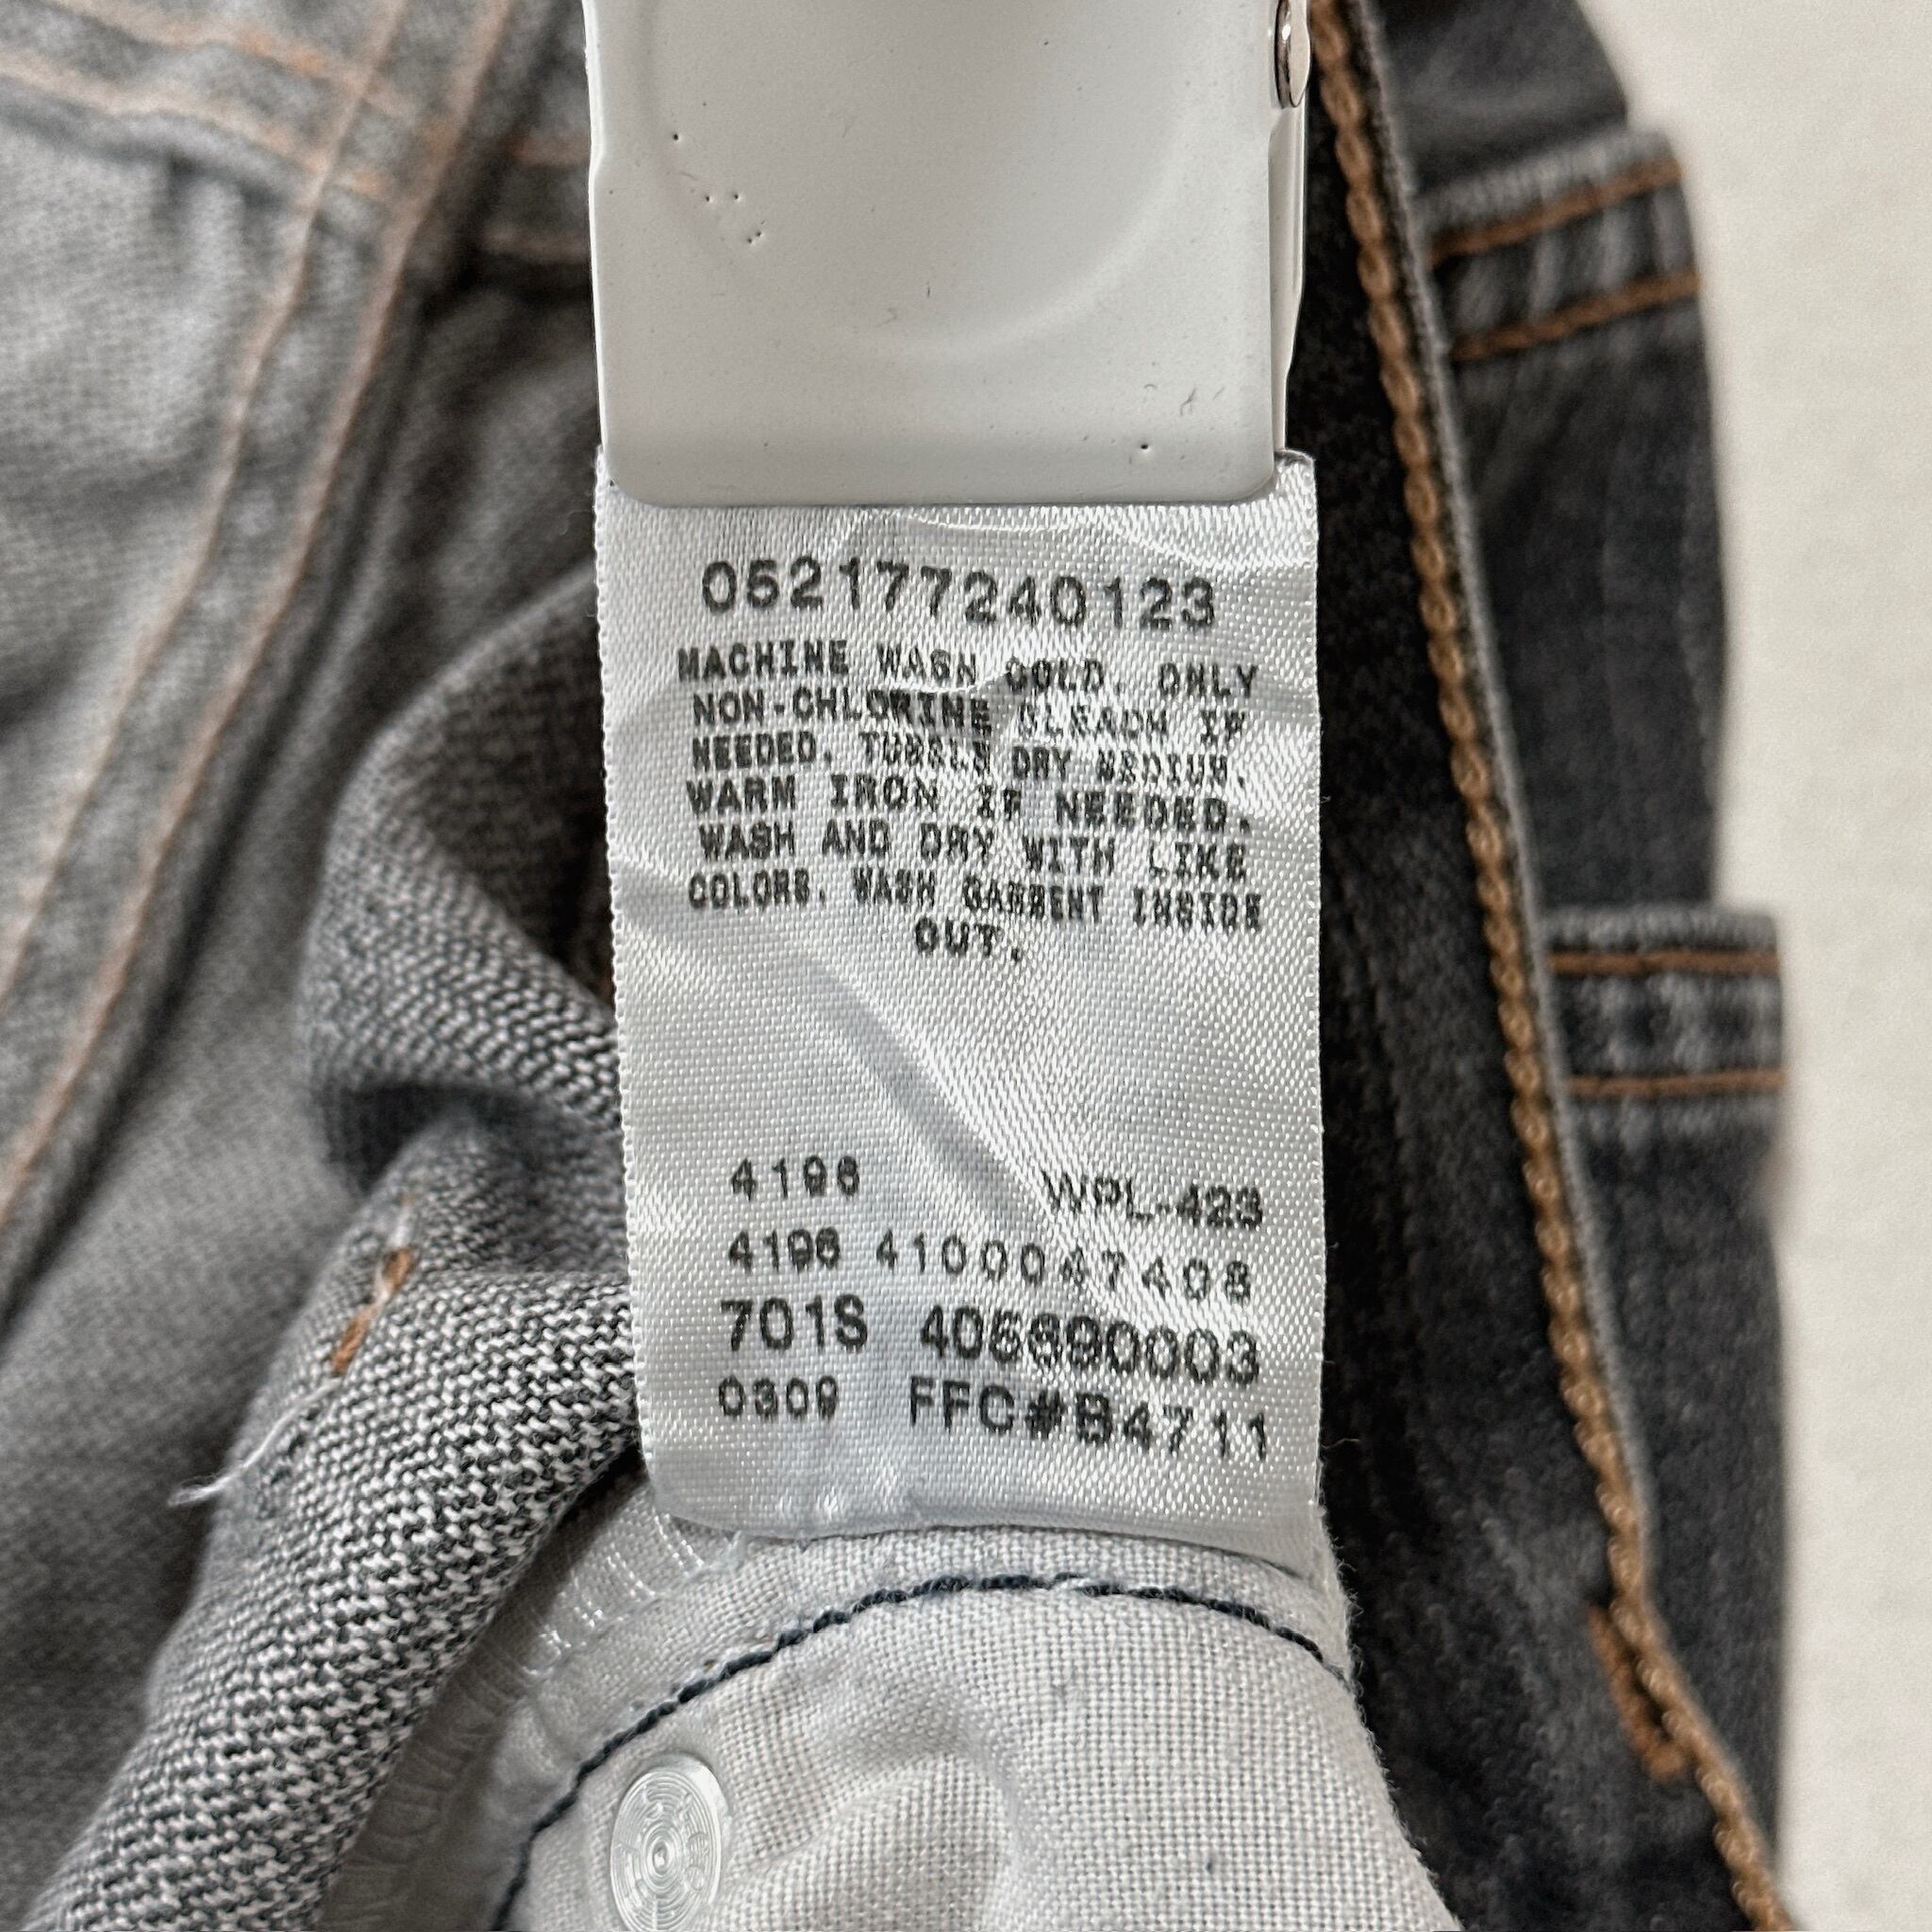 052177240123
MACHINE WASH COLD. ONLY
NON-CHLORINE BLEACH IF
NEEDED. TUMBLE DRY MEDIUM.
WARM IRON IF NEEDED.
WASH AND DRY WITH LIKE
COLORS. WASH GARMENT INSIDE
OUT.
4196 WPL-423
4196 4100047408
701S 405690003
0309 FFC#B4711